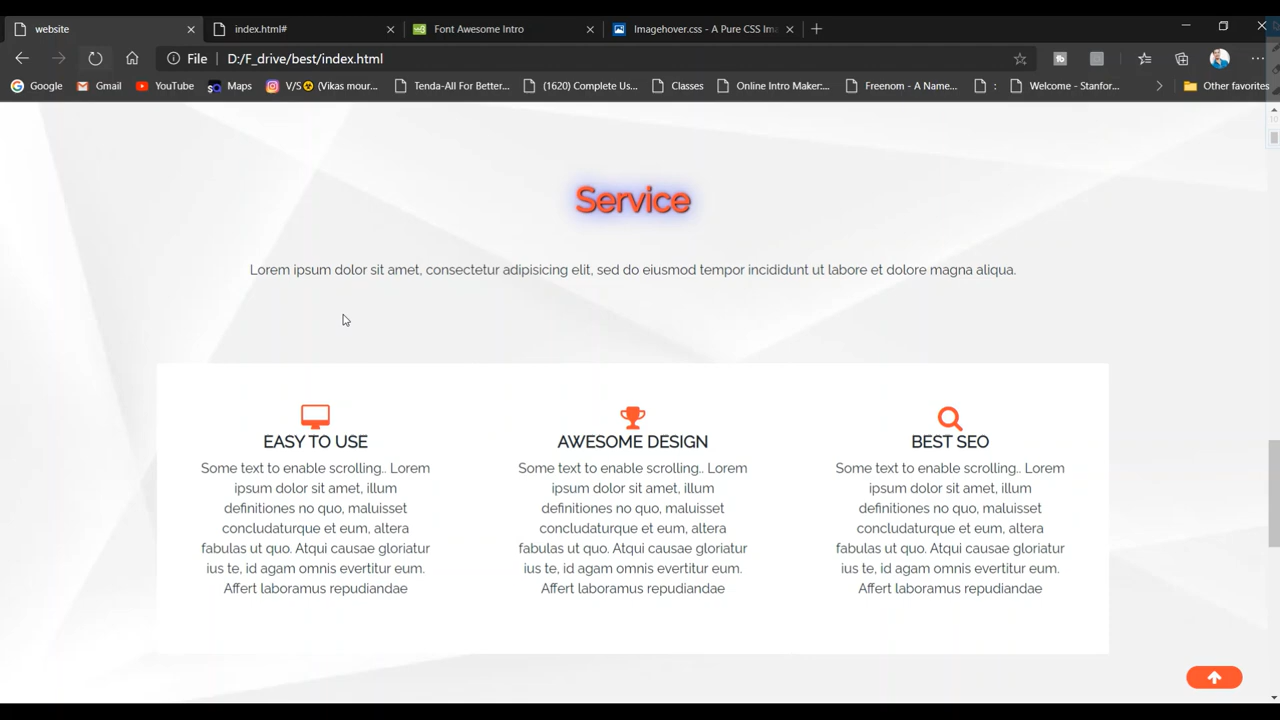 website
index.html#
Font Awesome Intro
Imagehover.css - A Pure CSS Ima
File
D:/F_drive/best/index.html
Google
Gmail
YouTube
Maps
V/S (Vikas mour...
Tenda-All For Better...
(1620) Complete Us...
Classes
Online Intro Maker:...
Freenom - A Name...
:
Welcome - Stanfor...
Other favorites
10
Service
Lorem ipsum dolor sit amet, consectetur adipisicing elit, sed do eiusmod tempor incididunt ut labore et dolore magna aliqua.
EASY TO USE
Some text to enable scrolling.. Lorem
ipsum dolor sit amet, illum
definitiones no quo, maluisset
concludaturque et eum, altera
fabulas ut quo. Atqui causae gloriatur
ius te, id agam omnis evertitur eum.
Affert laboramus repudiandae
AWESOME DESIGN
Some text to enable scrolling.. Lorem
ipsum dolor sit amet, illum
definitiones no quo, maluisset
concludaturque et eum, altera
fabulas ut quo. Atqui causae gloriatur
ius te, id agam omnis evertitur eum.
Affert laboramus repudiandae
BEST SEO
Some text to enable scrolling.. Lorem
ipsum dolor sit amet, illum
definitiones no quo, maluisset
concludaturque et eum, altera
fabulas ut quo. Atqui causae gloriatur
ius te, id agam omnis evertitur eum.
Affert laboramus repudiandae